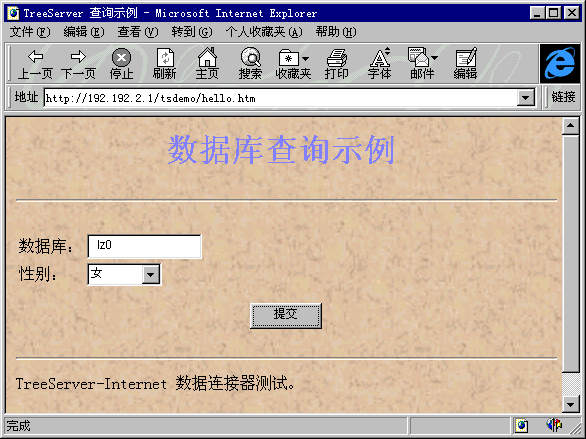 TreeServer 查询示例 - Microsoft Internet Explorer
文件(F) 编辑(E) 查看(V) 转到(G) 个人收藏夹(A) 帮助(H)
上一页 下一页 停止 刷新 主页 搜索 收藏夹 打印 字体 邮件 编辑
地址 http://192.192.2.1/tsdemo/hello.htm 链接
数据库查询示例
数据库: lz0
性别: 女
提交
TreeServer-Internet 数据连接器测试。
完成